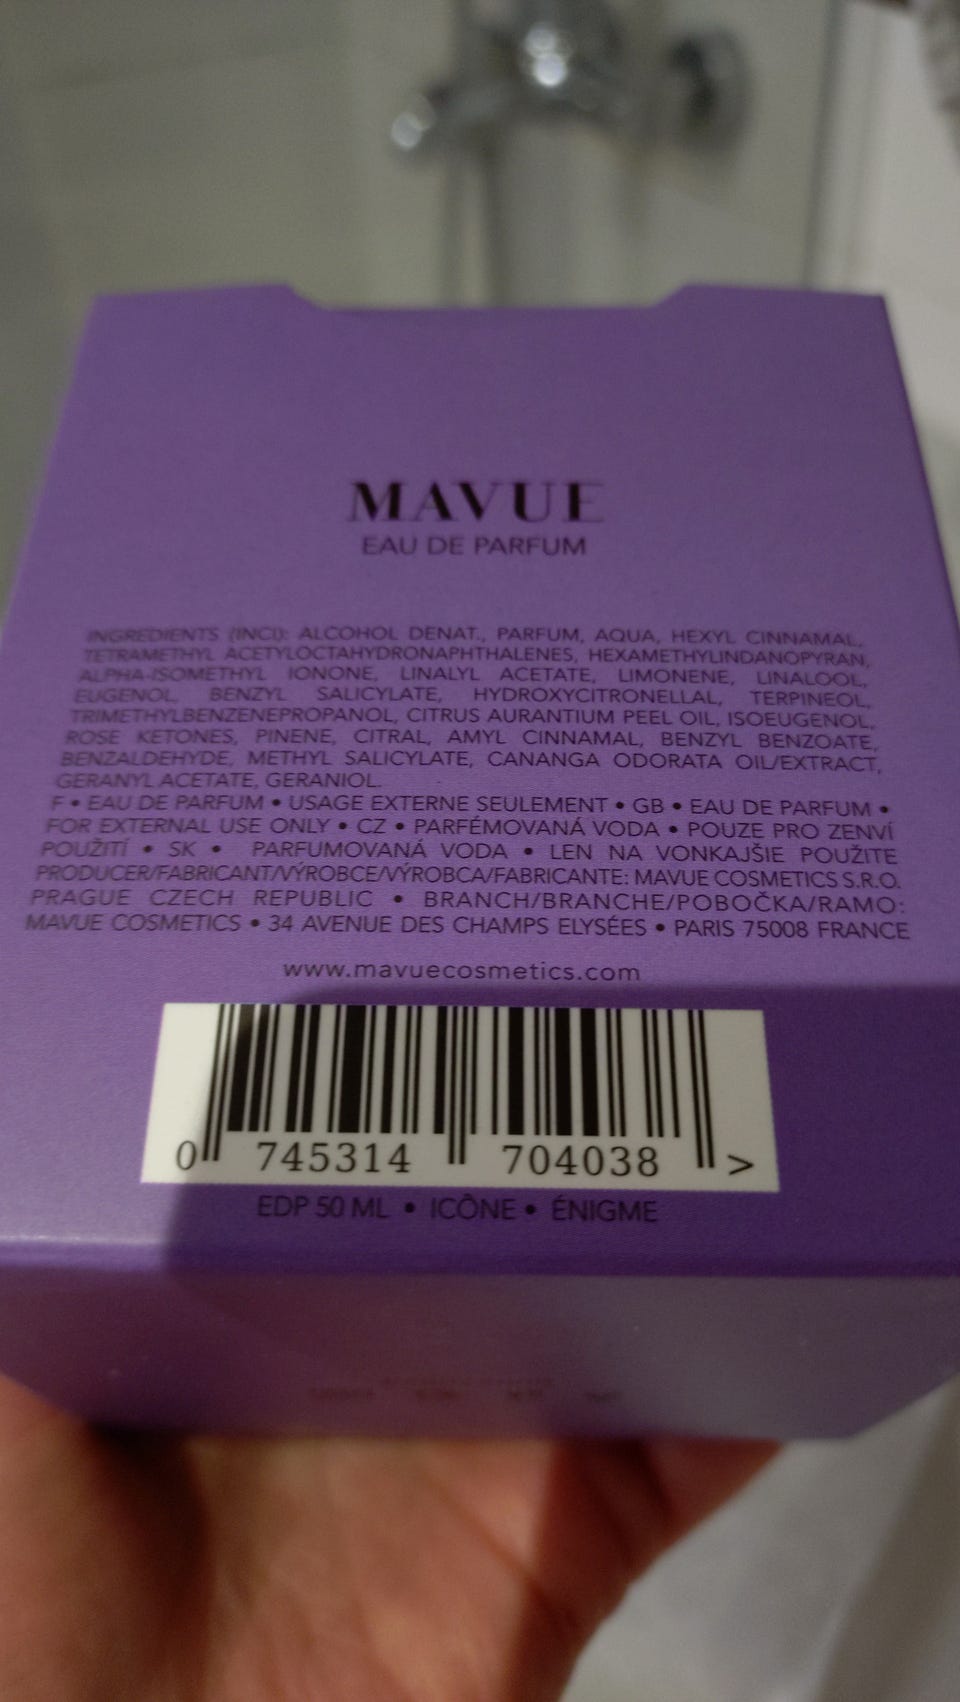 MAVUE
EAU DE PARFUM
INGREDIENTS (INCI): ALCOHOL DENAT., PARFUM, AQUA, HEXYL CINNAMAL,
TETRAMETHYL ACETYLOCTAHYDRONAPHTHALENES, HEXAMETHYLINDANOPYRAN,
ALPHA-ISOMETHYL IONONE, LINALYL ACETATE, LIMONENE, LINALOOL,
EUGENOL, BENZYL SALICYLATE, HYDROXYCITRONELLAL, TERPINEOL,
TRIMETHYLBENZENEPROPANOL, CITRUS AURANTIUM PEEL OIL, ISOEUGENOL,
ROSE KETONES, PINENE, CITRAL, AMYL CINNAMAL, BENZYL BENZOATE,
BENZALDEHYDE, METHYL SALICYLATE, CANANGA ODORATA OIL/EXTRACT,
GERANYL ACETATE, GERANIOL.
F • EAU DE PARFUM • USAGE EXTERNE SEULEMENT • GB • EAU DE PARFUM •
FOR EXTERNAL USE ONLY • CZ • PARFÉMOVANÁ VODA • POUZE PRO ZENVÍ
POUŽITÍ • SK • PARFUMOVANÁ VODA • LEN NA VONKAJŠIE POUŽITE
PRODUCER/FABRICANT/VÝROBCE/VÝROBCA/FABRICANTE: MAVUE COSMETICS S.R.O.
PRAGUE CZECH REPUBLIC • BRANCH/BRANCHE/POBOČKA/RAMO:
MAVUE COSMETICS • 34 AVENUE DES CHAMPS ELYSÉES • PARIS 75008 FRANCE
www.mavuecosmetics.com
0 745314 704038 >
EDP 50 ML • ICÔNE • ÉNIGME